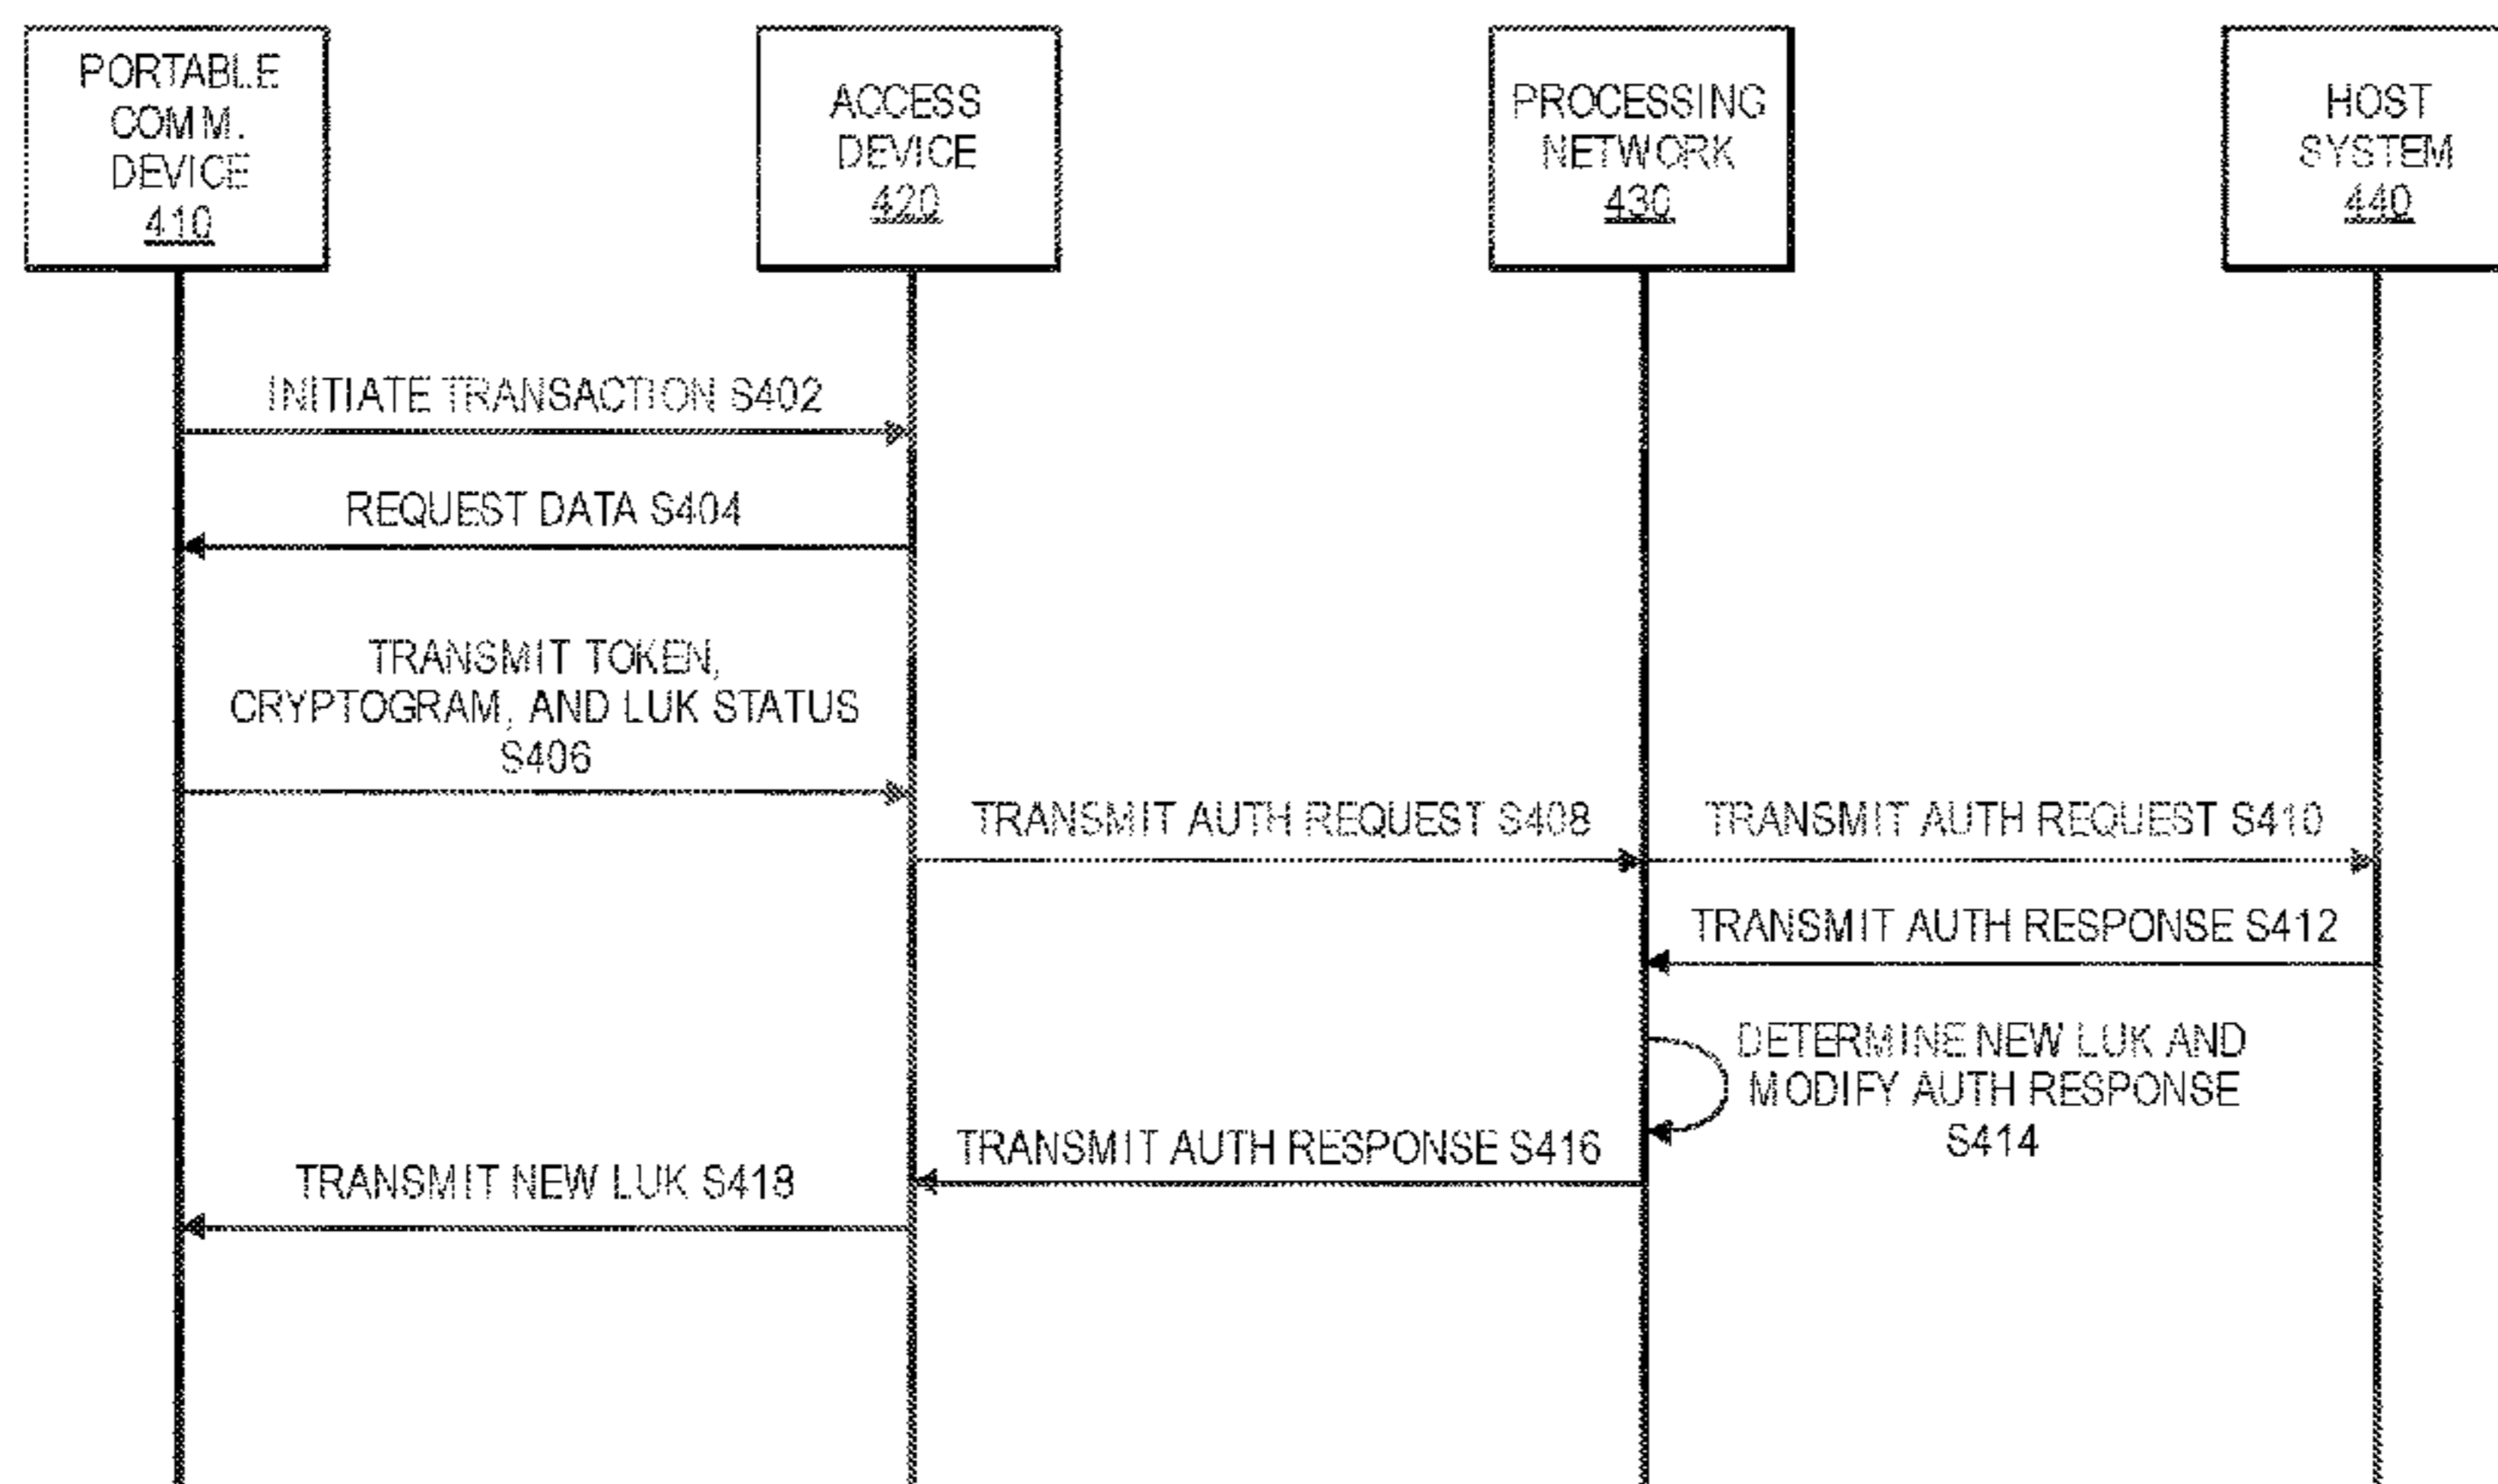 PORTABLE
COMM.
DEVICE
410
ACCESS
DEVICE
420
PROCESSING
NETWORK
430
HOST
SYSTEM
440
INITIATE TRANSACTION S402
REQUEST DATA S404
TRANSMIT TOKEN,
CRYPTOGRAM, AND LUK STATUS
S406
TRANSMIT AUTH REQUEST S408
TRANSMIT AUTH REQUEST S410
TRANSMIT AUTH RESPONSE S412
DETERMINE NEW LUK AND
MODIFY AUTH RESPONSE
S414
TRANSMIT AUTH RESPONSE S416
TRANSMIT NEW LUK S418